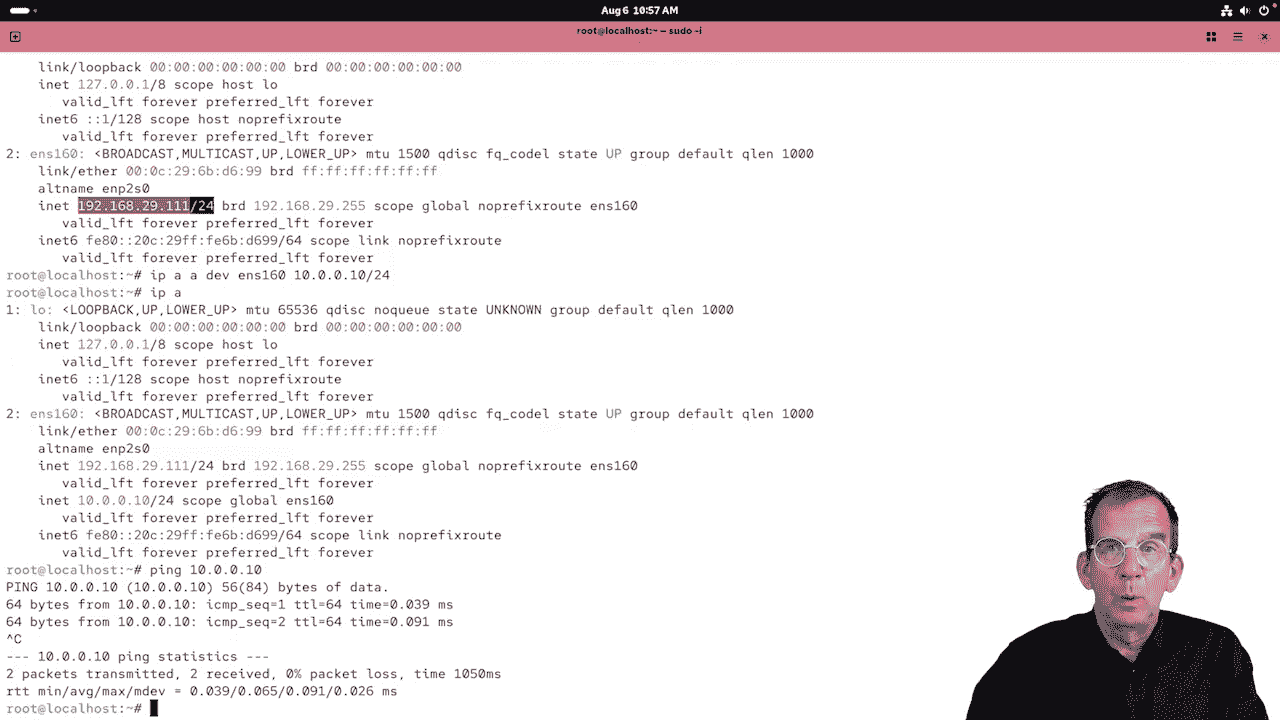 Aug 6 10:57 AM
root@localhost:~ – sudo -i
link/loopback 00:00:00:00:00:00 brd 00:00:00:00:00:00
inet 127.0.0.1/8 scope host lo
valid_lft forever preferred_lft forever
inet6 ::1/128 scope host noprefixroute
valid_lft forever preferred_lft forever
2: ens160: <BROADCAST,MULTICAST,UP,LOWER_UP> mtu 1500 qdisc fq_codel state UP group default qlen 1000
link/ether 00:0c:29:6b:d6:99 brd ff:ff:ff:ff:ff:ff
altname enp2s0
inet 192.168.29.111/24 brd 192.168.29.255 scope global noprefixroute ens160
valid_lft forever preferred_lft forever
inet6 fe80::20c:29ff:fe6b:d699/64 scope link noprefixroute
valid_lft forever preferred_lft forever
root@localhost:~# ip a a dev ens160 10.0.0.10/24
root@localhost:~# ip a
1: lo: <LOOPBACK,UP,LOWER_UP> mtu 65536 qdisc noqueue state UNKNOWN group default qlen 1000
link/loopback 00:00:00:00:00:00 brd 00:00:00:00:00:00
inet 127.0.0.1/8 scope host lo
valid_lft forever preferred_lft forever
inet6 ::1/128 scope host noprefixroute
valid_lft forever preferred_lft forever
2: ens160: <BROADCAST,MULTICAST,UP,LOWER_UP> mtu 1500 qdisc fq_codel state UP group default qlen 1000
link/ether 00:0c:29:6b:d6:99 brd ff:ff:ff:ff:ff:ff
altname enp2s0
inet 192.168.29.111/24 brd 192.168.29.255 scope global noprefixroute ens160
valid_lft forever preferred_lft forever
inet 10.0.0.10/24 scope global ens160
valid_lft forever preferred_lft forever
inet6 fe80::20c:29ff:fe6b:d699/64 scope link noprefixroute
valid_lft forever preferred_lft forever
root@localhost:~# ping 10.0.0.10
PING 10.0.0.10 (10.0.0.10) 56(84) bytes of data.
64 bytes from 10.0.0.10: icmp_seq=1 ttl=64 time=0.039 ms
64 bytes from 10.0.0.10: icmp_seq=2 ttl=64 time=0.091 ms
^C
--- 10.0.0.10 ping statistics ---
2 packets transmitted, 2 received, 0% packet loss, time 1050ms
rtt min/avg/max/mdev = 0.039/0.065/0.091/0.026 ms
root@localhost:~#